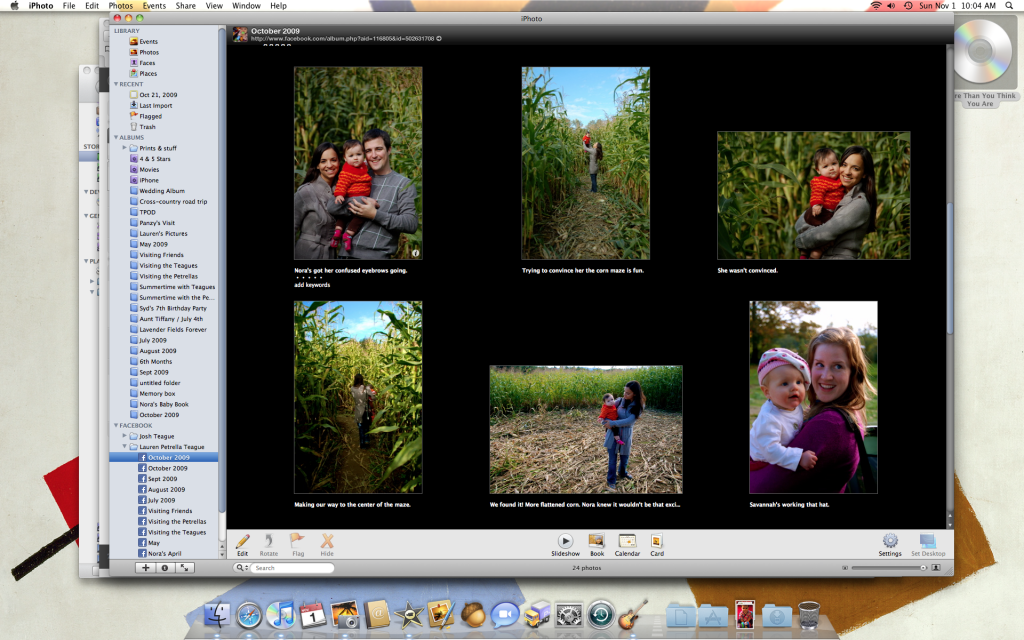 iPhoto File Edit Photos Events Share View Window Help
Sun Nov 1 10:04 AM
iPhoto
October 2009
http://www.facebook.com/album.php?aid=116805&id=502631708
LIBRARY
Events
Photos
Faces
Places
RECENT
Oct 21, 2009
Last Import
Flagged
Trash
ALBUMS
Prints & stuff
4 & 5 Stars
Movies
iPhone
Wedding Album
Cross-country road trip
TPOD
Panzy's Visit
Lauren's Pictures
May 2009
Visiting Friends
Visiting the Teagues
Visiting the Petrellas
Summertime with Teagues
Summertime with the Pe...
Syd's 7th Birthday Party
Aunt Tiffany / July 4th
Lavender Fields Forever
July 2009
August 2009
6th Months
Sept 2009
untitled folder
Memory box
Nora's Baby Book
October 2009
FACEBOOK
Josh Teague
Lauren Petrella Teague
October 2009
October 2009
Sept 2009
August 2009
July 2009
Visiting Friends
Visiting the Petrellas
Visiting the Teagues
May
Nora's April
Nora's got her confused eyebrows going.
add keywords
Trying to convince her the corn maze is fun.
She wasn't convinced.
Making our way to the center of the maze.
We found it! More flattened corn. Nora knew it wouldn't be that exci...
Savannah's working that hat.
Edit Rotate Flag Hide
Slideshow Book Calendar Card
Settings Set Desktop
Search
24 photos
re Than You Think
You Are
STOR
DE
GEN
PLA
1